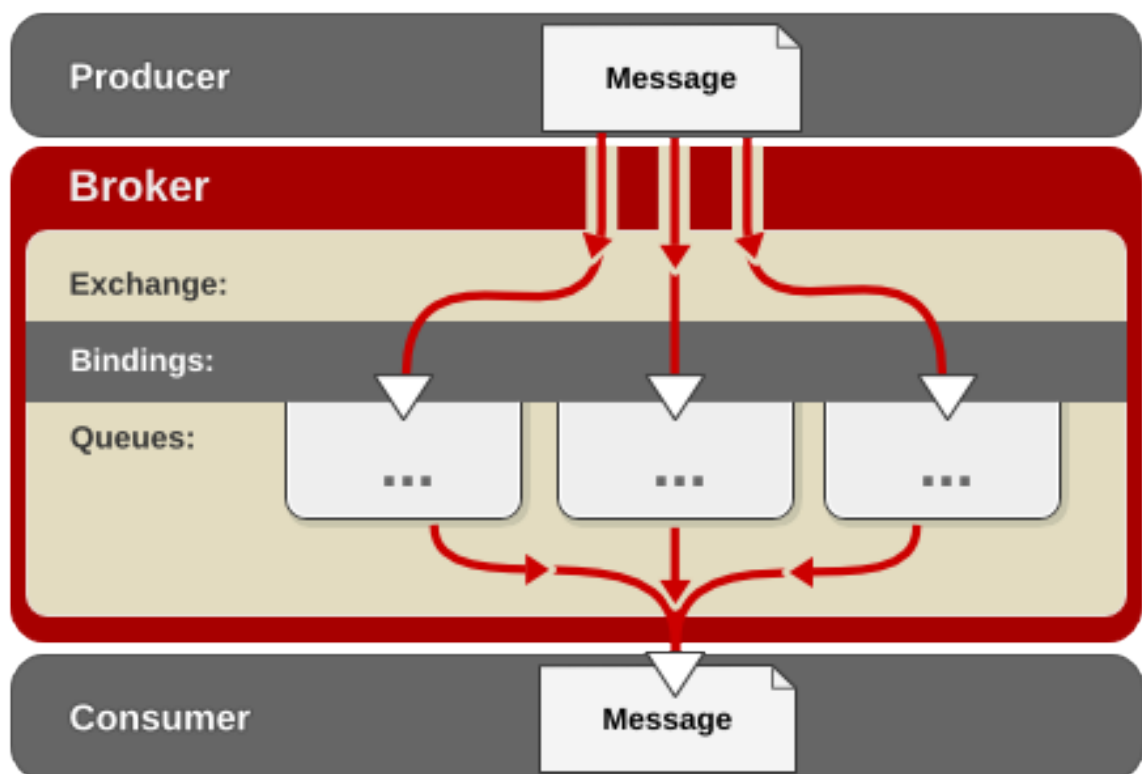 Producer
Message
Broker
Exchange:
Bindings:
Queues:
...
...
...
Consumer
Message